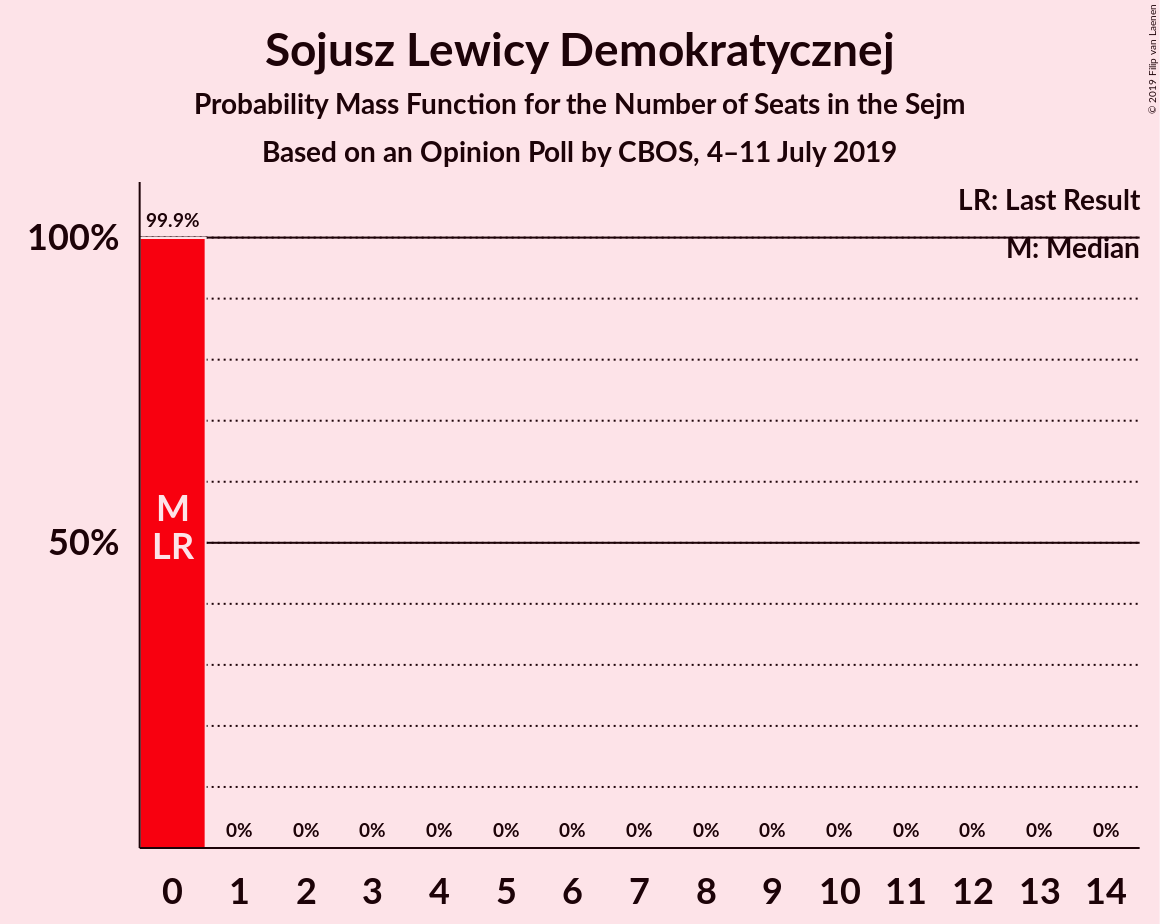 Sojusz Lewicy Demokratycznej
Probability Mass Function for the Number of Seats in the Sejm
Based on an Opinion Poll by CBOS, 4–11 July 2019
© 2019 Filip van Laenen
LR: Last Result
M: Median
99.9%
100%
50%
M
LR
0% 0% 0% 0% 0% 0% 0% 0% 0% 0% 0% 0% 0% 0%
0 1 2 3 4 5 6 7 8 9 10 11 12 13 14